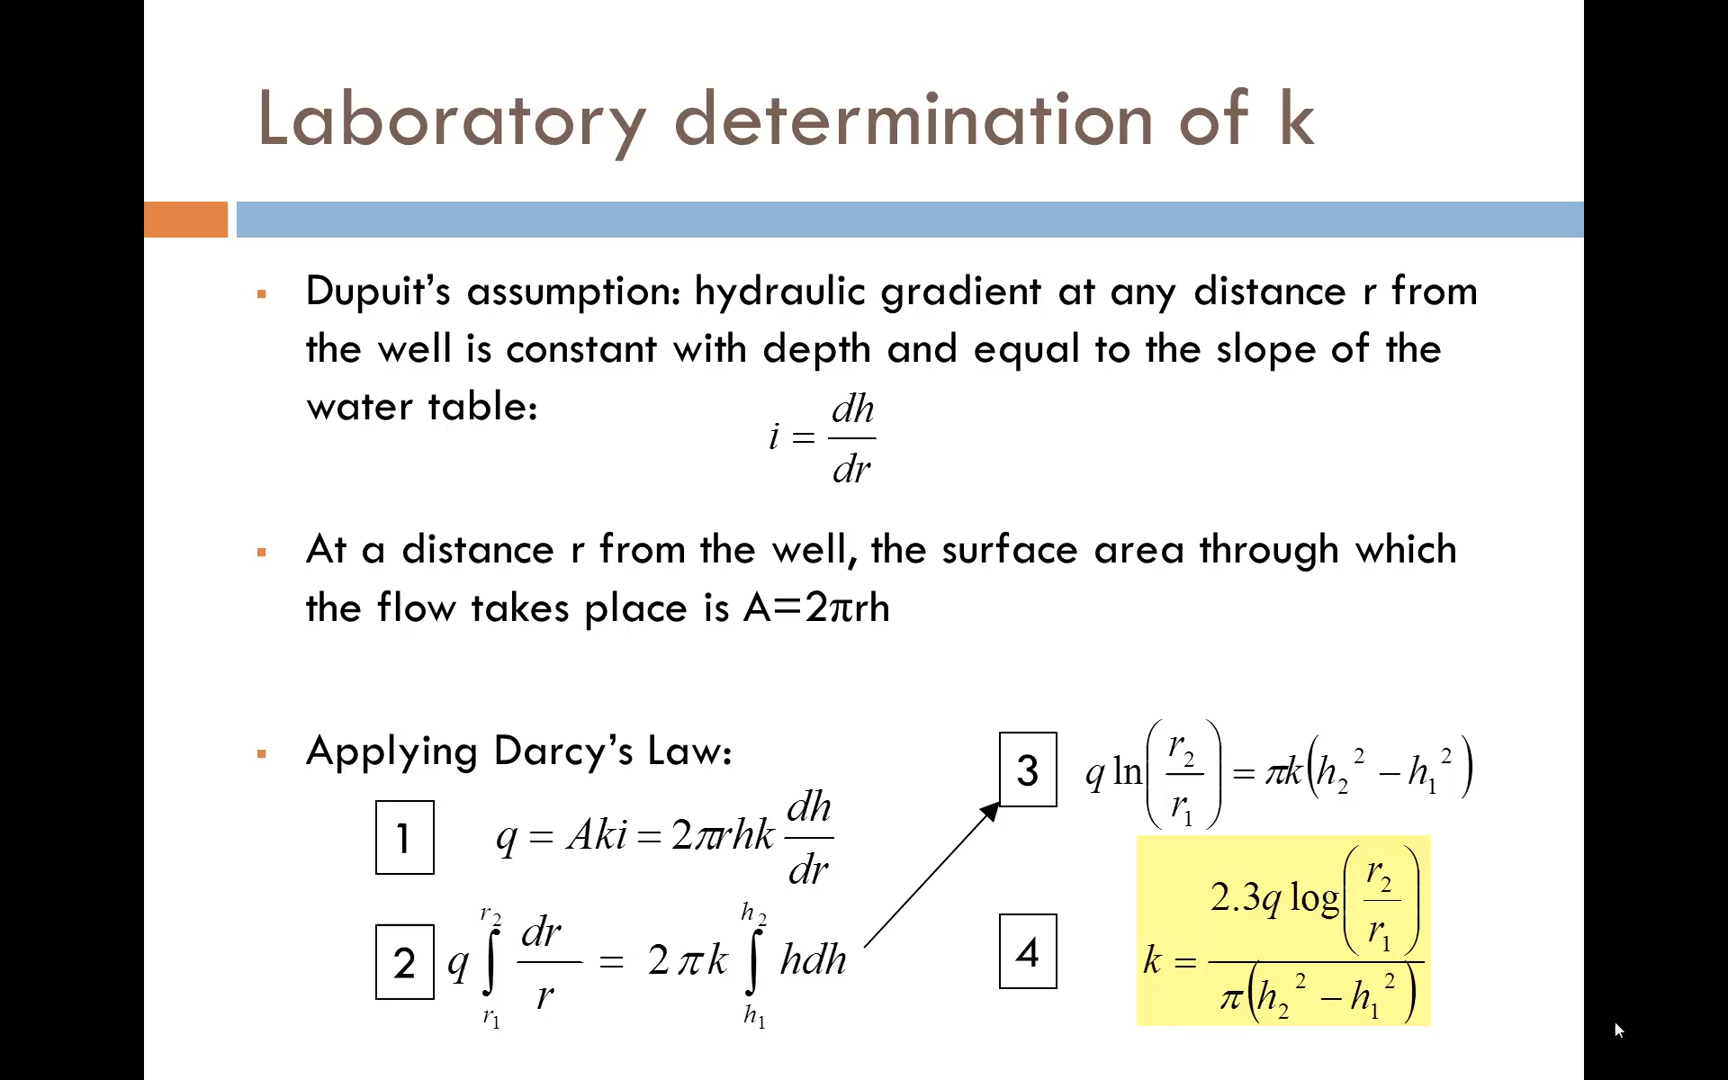 Laboratory determination of k
▪ Dupuit’s assumption: hydraulic gradient at any distance r from
the well is constant with depth and equal to the slope of the
water table:
i = dh/dr
▪ At a distance r from the well, the surface area through which
the flow takes place is A=2πrh
▪ Applying Darcy’s Law:
1 q = Aki = 2πrhk dh/dr
2 q ∫_{r₁}^{r₂} dr/r = 2πk ∫_{h₁}^{h₂} hdh
3 q ln(r₂/r₁) = πk(h₂² − h₁²)
4 k = 2.3q log(r₂/r₁) / π(h₂² − h₁²)